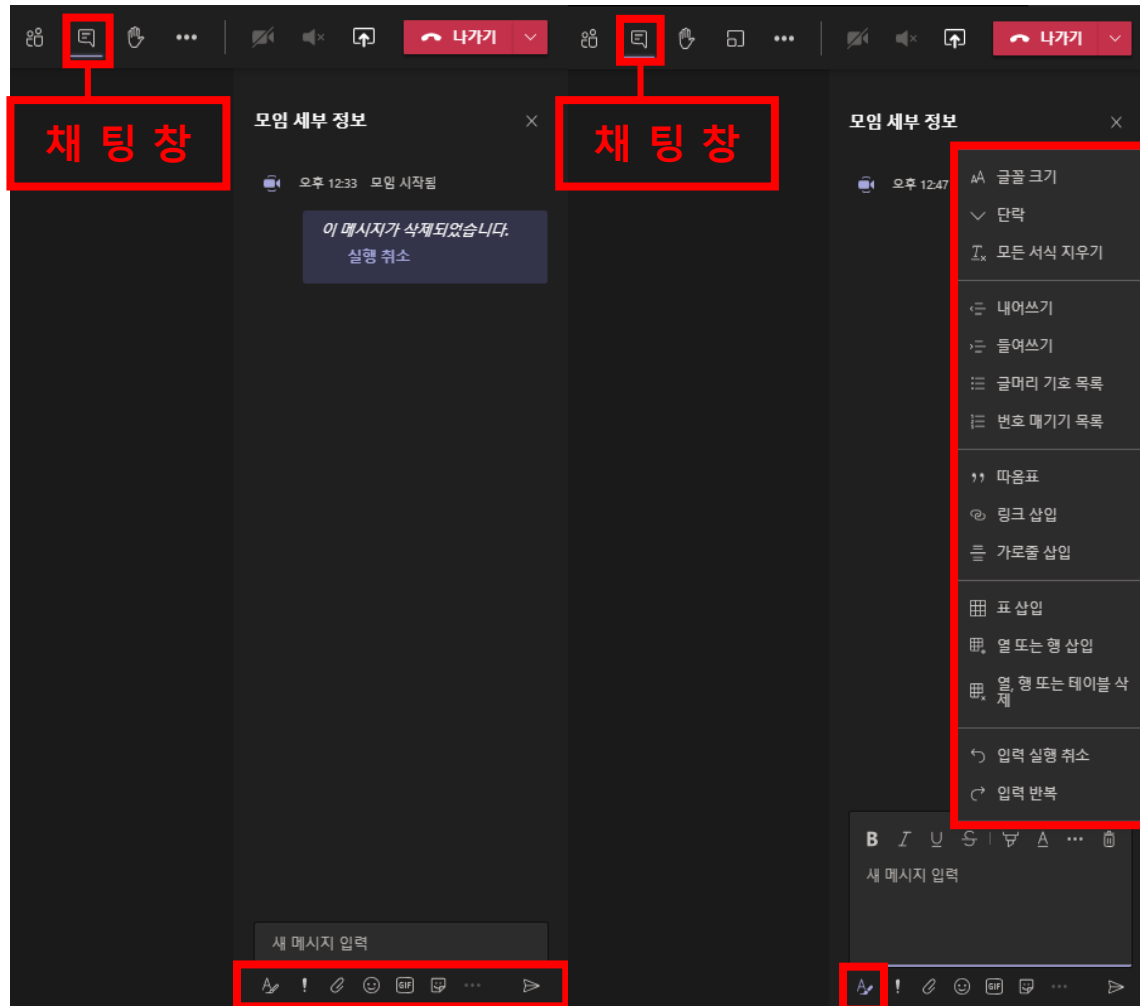 나가기
채 팅 창
모임 세부 정보
오후 12:33 모임 시작됨
이 메시지가 삭제되었습니다.
실행 취소
새 메시지 입력
GIF
나가기
채 팅 창
모임 세부 정보
오후 12:47
글꼴 크기
단락
모든 서식 지우기
내어쓰기
들여쓰기
글머리 기호 목록
번호 매기기 목록
따옴표
링크 삽입
가로줄 삽입
표 삽입
열 또는 행 삽입
열, 행 또는 테이블 삭
제
입력 실행 취소
입력 반복
B I U S A
새 메시지 입력
GIF